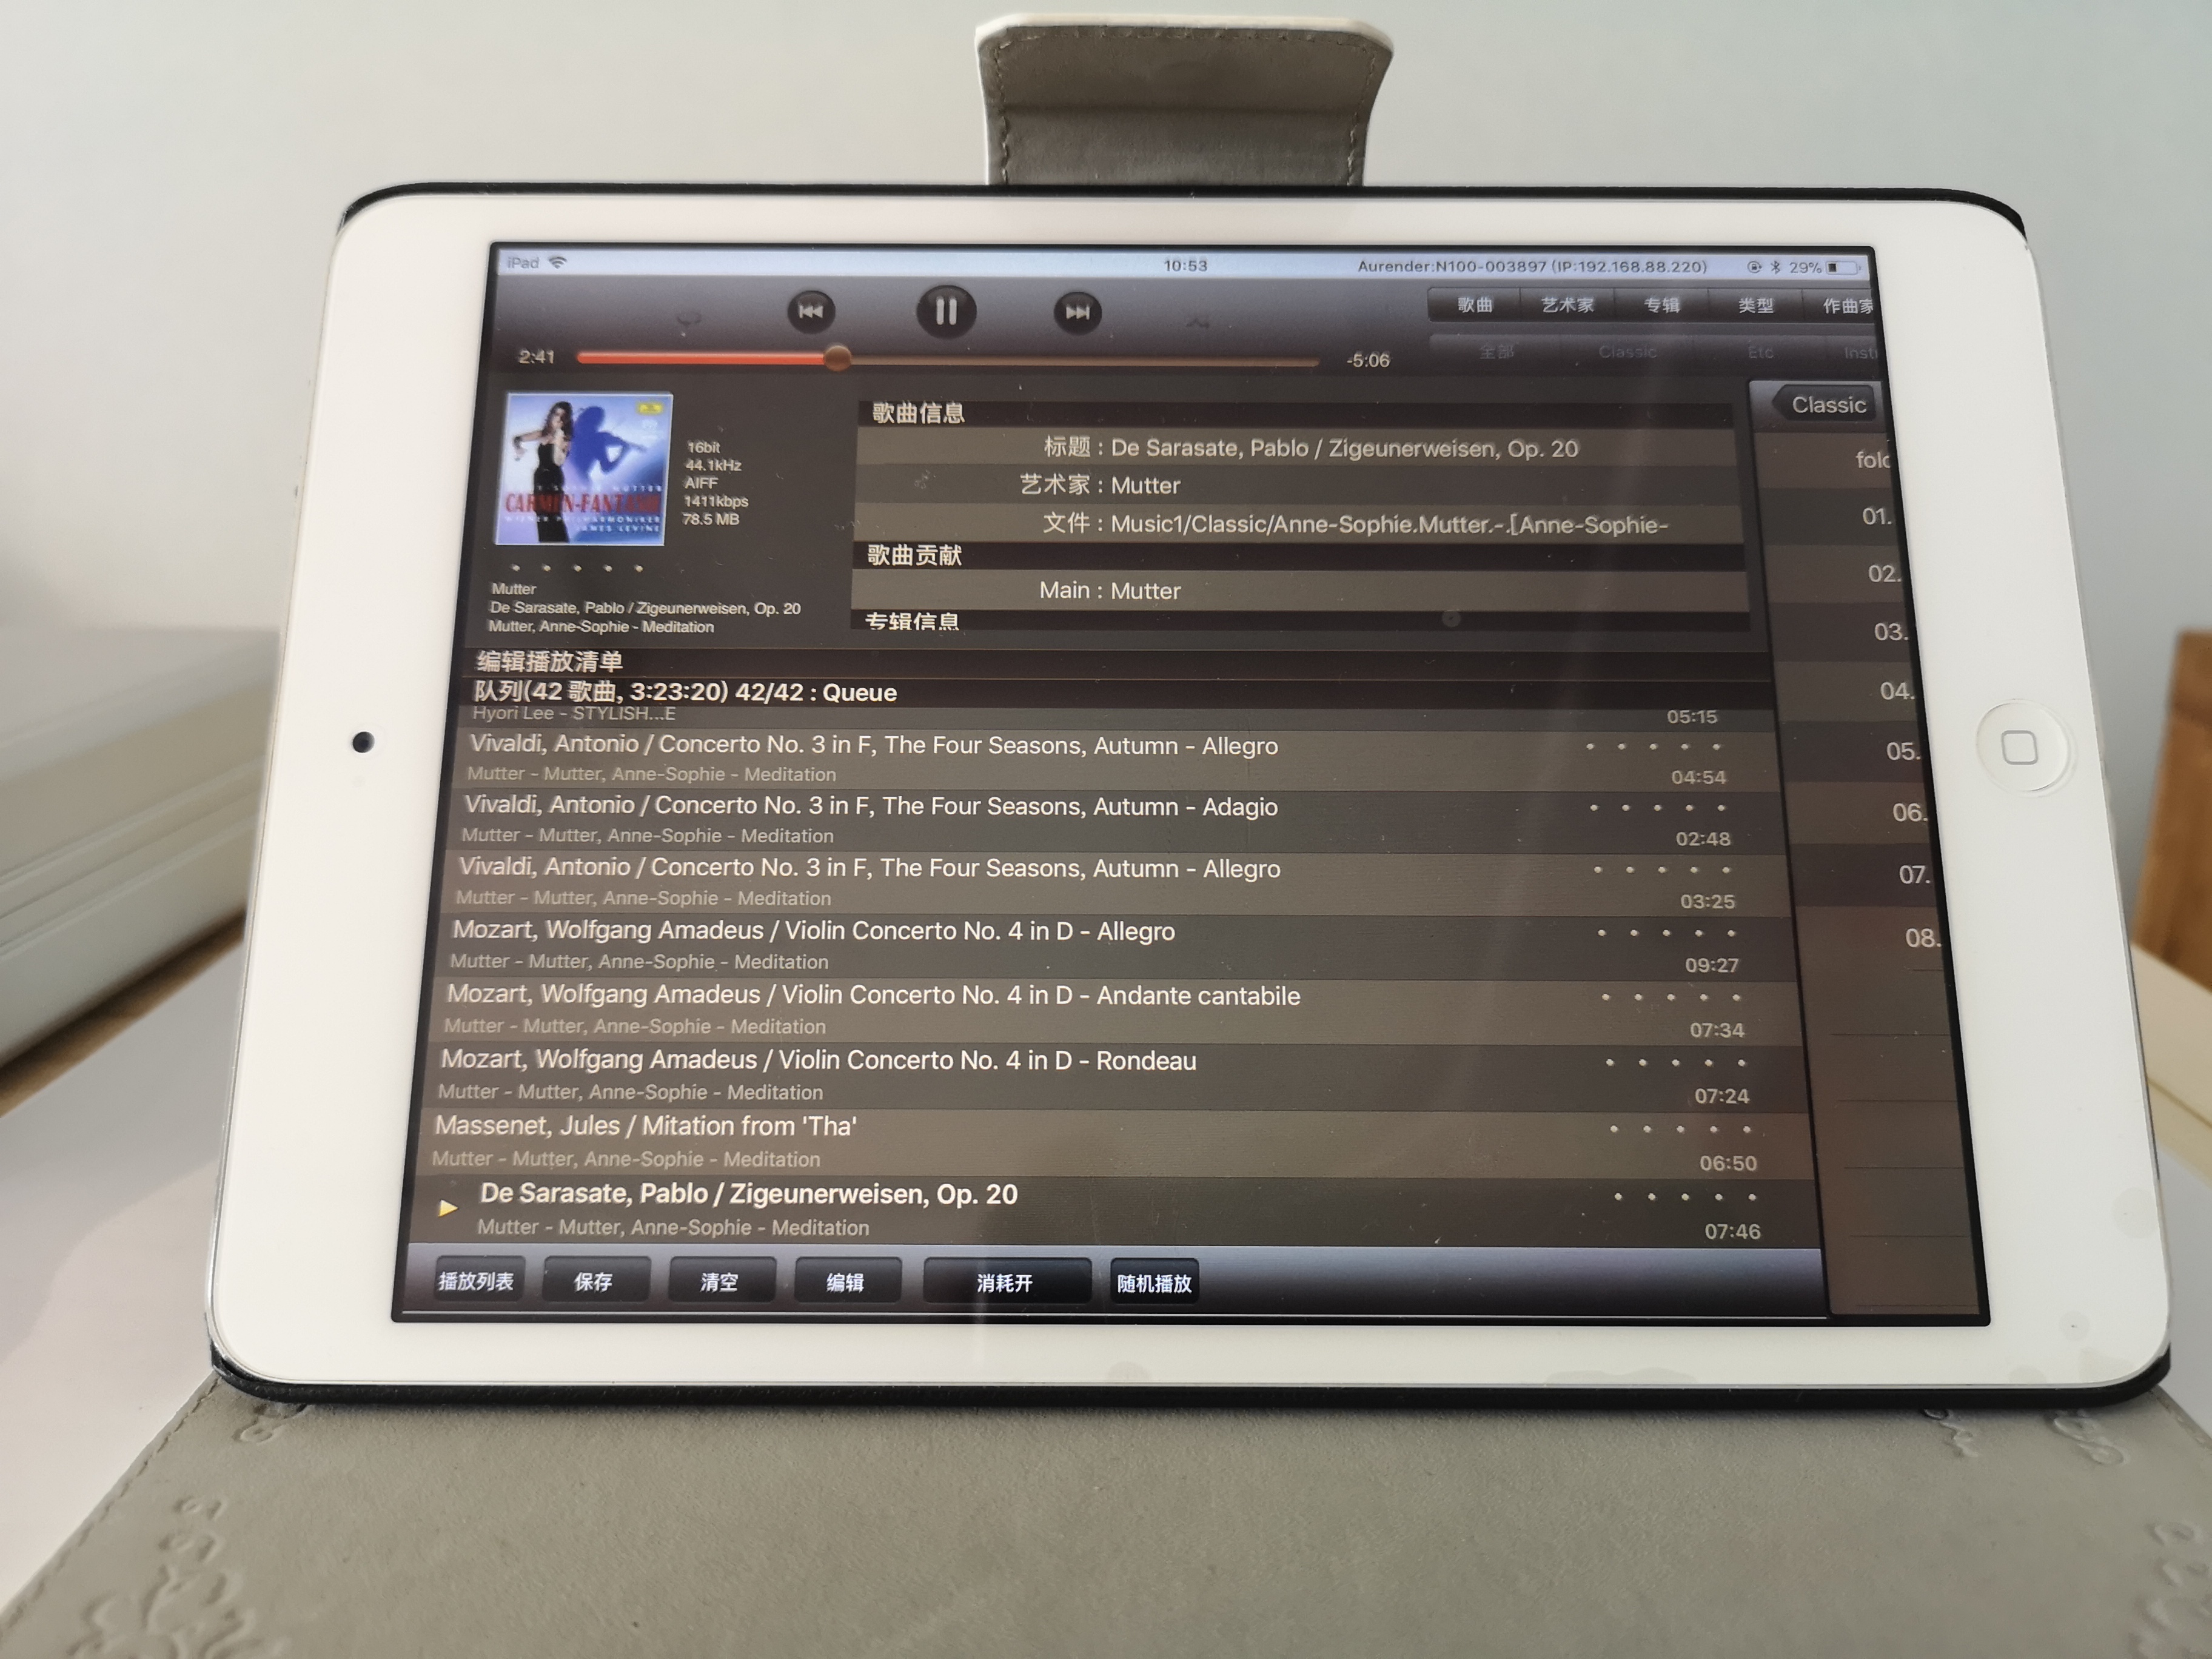 iPad 10:53 Aurender:N100-003897 (IP:192.168.88.220) 29%
歌曲 艺术家 专辑 类型 作曲家
2:41 -5:06
全部 Classic Etc
Classic
16bit
44.1kHz
AIFF
1411kbps
78.5 MB
CARMEN-FANTASIE
WIENER PHILHARMONIKER
JAMES LEVINE
Mutter
De Sarasate, Pablo / Zigeunerweisen, Op. 20
Mutter, Anne-Sophie - Meditation
歌曲信息
标题 : De Sarasate, Pablo / Zigeunerweisen, Op. 20
艺术家 : Mutter
文件 : Music1/Classic/Anne-Sophie.Mutter.-.[Anne-Sophie-
歌曲贡献
Main : Mutter
专辑信息
编辑播放清单
队列(42 歌曲, 3:23:20) 42/42 : Queue
Hyori Lee - STYLISH...E 05:15
Vivaldi, Antonio / Concerto No. 3 in F, The Four Seasons, Autumn - Allegro
Mutter - Mutter, Anne-Sophie - Meditation 04:54
Vivaldi, Antonio / Concerto No. 3 in F, The Four Seasons, Autumn - Adagio
Mutter - Mutter, Anne-Sophie - Meditation 02:48
Vivaldi, Antonio / Concerto No. 3 in F, The Four Seasons, Autumn - Allegro
Mutter - Mutter, Anne-Sophie - Meditation 03:25
Mozart, Wolfgang Amadeus / Violin Concerto No. 4 in D - Allegro
Mutter - Mutter, Anne-Sophie - Meditation 09:27
Mozart, Wolfgang Amadeus / Violin Concerto No. 4 in D - Andante cantabile
Mutter - Mutter, Anne-Sophie - Meditation 07:34
Mozart, Wolfgang Amadeus / Violin Concerto No. 4 in D - Rondeau
Mutter - Mutter, Anne-Sophie - Meditation 07:24
Massenet, Jules / Mitation from 'Tha'
Mutter - Mutter, Anne-Sophie - Meditation 06:50
De Sarasate, Pablo / Zigeunerweisen, Op. 20
Mutter - Mutter, Anne-Sophie - Meditation 07:46
播放列表 保存 清空 编辑 消耗开 随机播放
01.
02.
03.
04.
05.
06.
07.
08.